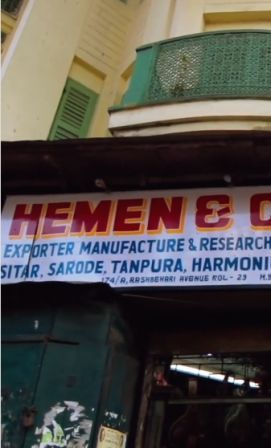 HEMEN & C
EXPORTER MANUFACTURE & RESEARCH
SITAR, SARODE, TANPURA, HARMONI
174/A, RASHBEHARI AVENUE KOL - 29 M.